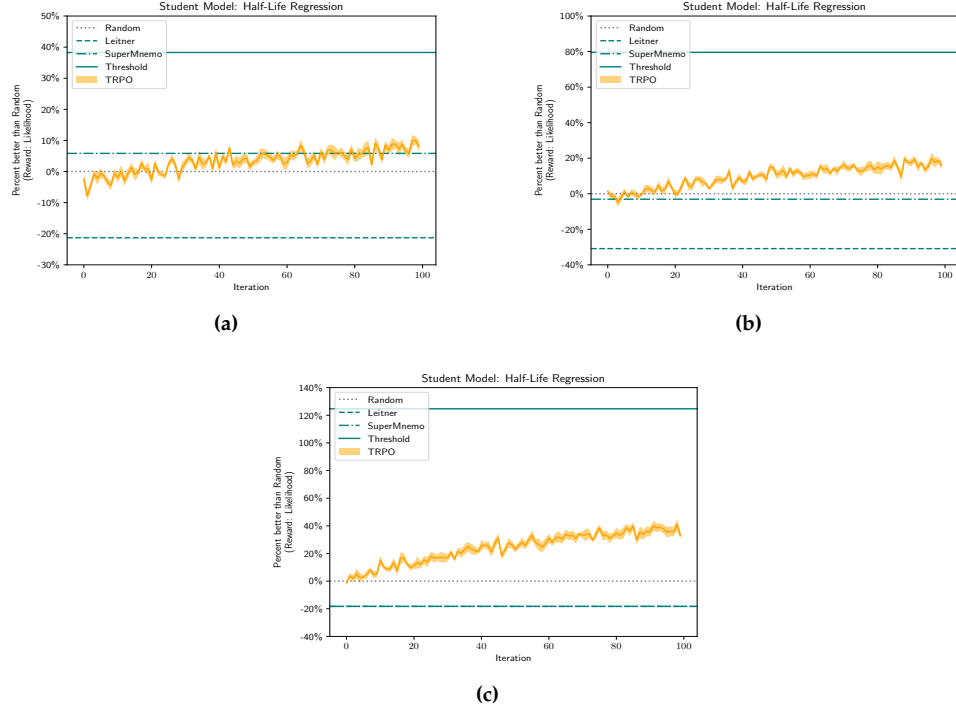 Student Model: Half-Life Regression
50%
40%
30%
20%
10%
0%
-10%
-20%
-30%
Percent better than Random
(Reward: Likelihood)
Random
Leitner
SuperMnemo
Threshold
TRPO
0 20 40 60 80 100
Iteration
(a)
Student Model: Half-Life Regression
100%
80%
60%
40%
20%
0%
-20%
-40%
Percent better than Random
(Reward: Likelihood)
Random
Leitner
SuperMnemo
Threshold
TRPO
0 20 40 60 80 100
Iteration
(b)
Student Model: Half-Life Regression
140%
120%
100%
80%
60%
40%
20%
0%
-20%
-40%
Percent better than Random
(Reward: Likelihood)
Random
Leitner
SuperMnemo
Threshold
TRPO
0 20 40 60 80 100
Iteration
(c)